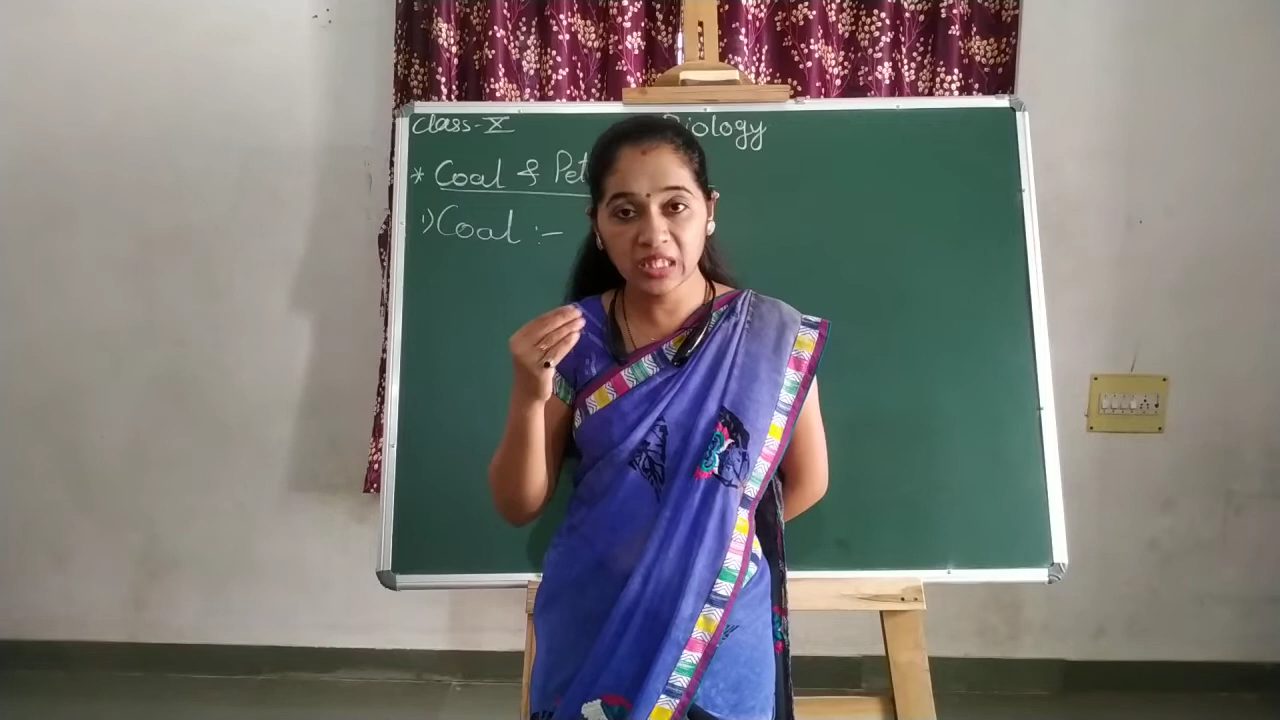 Class-X Biology
* Coal & Pet
1) Coal :-